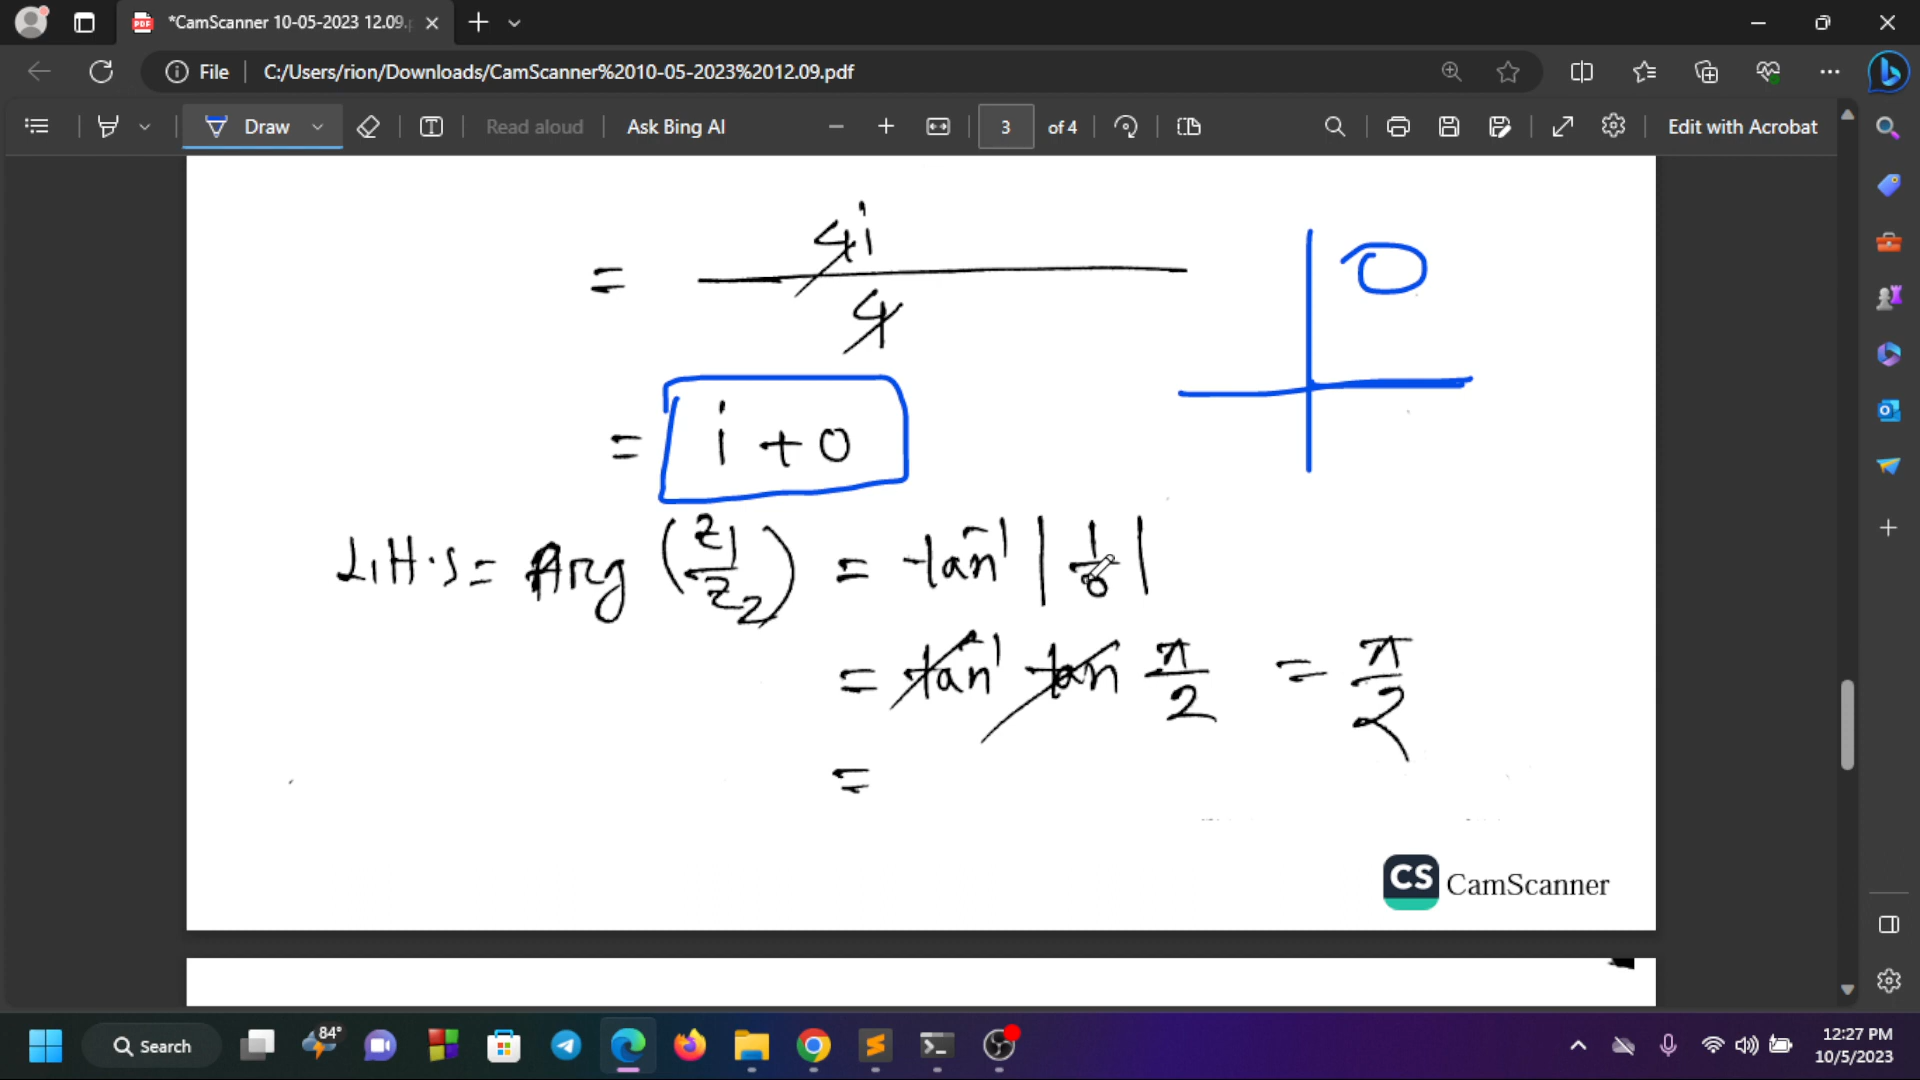 *CamScanner 10-05-2023 12.09.p
File C:/Users/rion/Downloads/CamScanner%2010-05-2023%2012.09.pdf
Draw Read aloud Ask Bing AI 3 of 4 Edit with Acrobat
= 4i / 4
= i + 0
L.H.S = Arg (z1/z2) = tan⁻¹ |1/0|
= tan⁻¹ tan π/2 = π/2
=
CS CamScanner
84°
Search
12:27 PM
10/5/2023